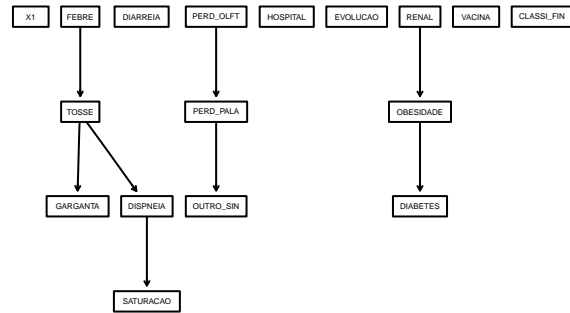 X1 FEBRE DIARREIA PERD_OLFT HOSPITAL EVOLUCAO RENAL VACINA CLASSI_FIN
TOSSE PERD_PALA OBESIDADE
GARGANTA DISPNEIA OUTRO_SIN DIABETES
SATURACAO